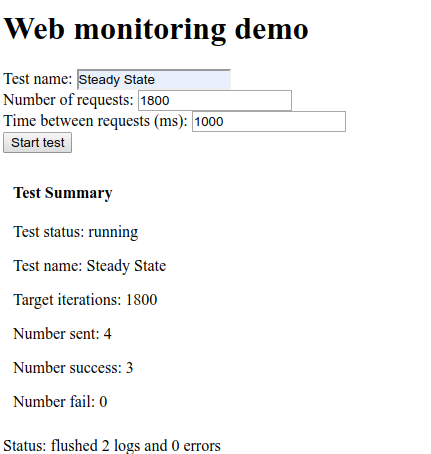 Web monitoring demo
Test name: Steady State
Number of requests: 1800
Time between requests (ms): 1000
Start test
Test Summary
Test status: running
Test name: Steady State
Target iterations: 1800
Number sent: 4
Number success: 3
Number fail: 0
Status: flushed 2 logs and 0 errors